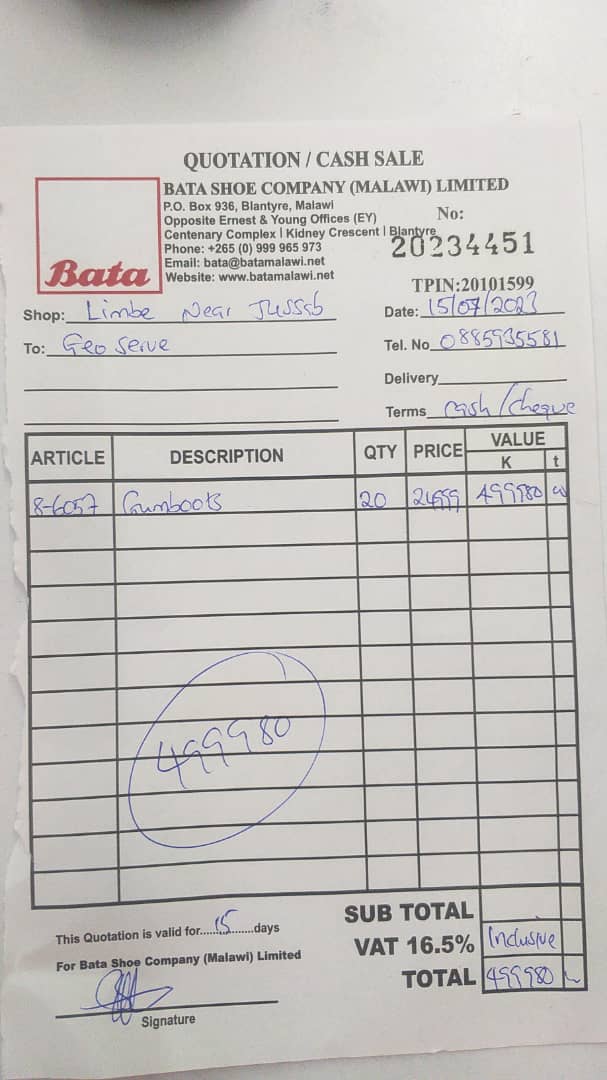 QUOTATION / CASH SALE
Bata
BATA SHOE COMPANY (MALAWI) LIMITED
P.O. Box 936, Blantyre, Malawi
Opposite Ernest & Young Offices (EY)
Centenary Complex | Kidney Crescent | Blantyre
Phone: +265 (0) 999 965 973
Email: bata@batamalawi.net
Website: www.batamalawi.net
No:
20234451
TPIN:20101599
Shop: Limbe Near Jussab
Date: 15/07/2023
To: Geo Serve
Tel. No 0885935581
Delivery
Terms cash/cheque
ARTICLE DESCRIPTION QTY PRICE VALUE
K t
8-6057 Gumboots 20 24999 499980
499980
SUB TOTAL
This Quotation is valid for 15 days
VAT 16.5% Inclusive
For Bata Shoe Company (Malawi) Limited
TOTAL 499980
Signature